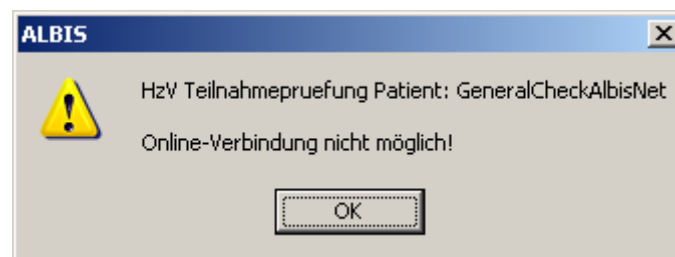 ALBIS
HzV Teilnahmepruefung Patient: GeneralCheckAlbisNet
Online-Verbindung nicht möglich!
OK